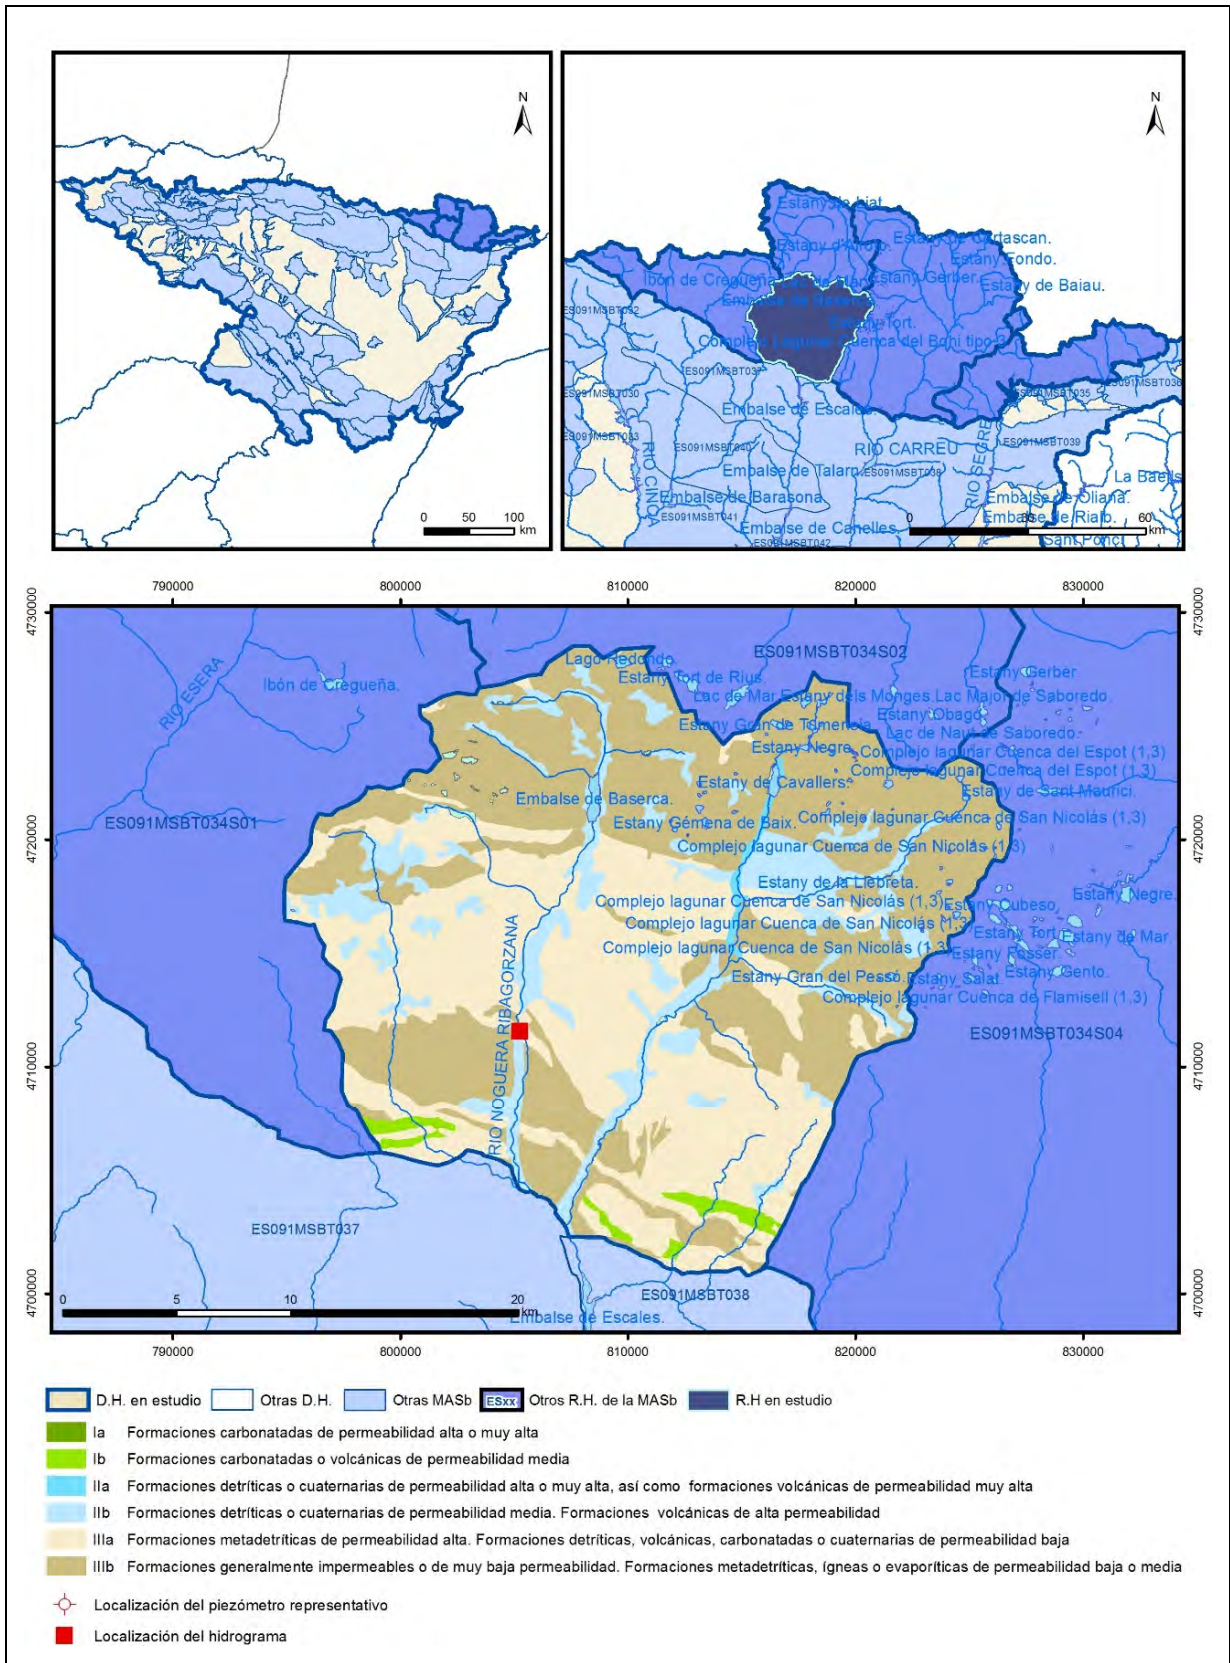 N
0 50 100
km
N
Estany de Liat.
Estany de Certascan.
Estany Fondo.
Ibón de Cregueña
Estany Gerber.
Estany de Baiau.
Embalse de Baserca
Estany Tort.
ES091MSBT032
Complejo lagunar Cuenca del Bohi tipo 3
ES091MSBT037
ES091MSBT030
ES091MSBT035
ES091MSBT036
Embalse de Escales
ES091MSBT033
RIO CINCA
ES091MSBT040
RIO CARREU
RIO SEGRE
ES091MSBT039
Embalse de Talarn.
ES091MSBT038
La Baells
Embalse de Barasona.
Embalse de Oliana.
ES091MSBT041
Embalse de Rialb.
Embalse de Canelles.
0 30 60
km
ES091MSBT042
Sant Ponç.
790000 800000 810000 820000 830000
4730000
4730000
ES091MSBT034S02
Lago Redondo.
Estany Gerber
Estany Tort de Rius.
Ibón de Cregueña.
RIO ESERA
Lac de Mar. Estany dels Monges. Lac Major de Saboredo.
Estany Obago
Estany Gran de Tumeneia.
Lac de Naut de Saboredo.
Estany Negre.
Complejo lagunar Cuenca del Espot (1,3)
Complejo lagunar Cuenca del Espot (1,3)
Estany de Cavallers.
Estany de Sant Maurici.
Embalse de Baserca.
ES091MSBT034S01
Estany Gémena de Baix.
Complejo lagunar Cuenca de San Nicolás (1,3)
4720000
4720000
Complejo lagunar Cuenca de San Nicolás (1,3)
Estany de la Llebreta.
Estany Negre.
Complejo lagunar Cuenca de San Nicolás (1,3)
Estany Cubeso.
Complejo lagunar Cuenca de San Nicolás (1,3)
Estany Tort
Estany de Mar
Complejo lagunar Cuenca de San Nicolás (1,3)
Estany Fosser.
Estany Gran del Pessó.
Estany Salat.
Estany Gento.
Complejo lagunar Cuenca de Flamisell (1,3)
RIO NOGUERA RIBAGORZANA
ES091MSBT034S04
4710000
4710000
ES091MSBT037
4700000
4700000
ES091MSBT038
0 5 10 20
km
Embalse de Escales.
790000 800000 810000 820000 830000
D.H. en estudio Otras D.H. Otras MASb ESxx Otros R.H. de la MASb R.H en estudio
Ia Formaciones carbonatadas de permeabilidad alta o muy alta
Ib Formaciones carbonatadas o volcánicas de permeabilidad media
IIa Formaciones detríticas o cuaternarias de permeabilidad alta o muy alta, así como formaciones volcánicas de permeabilidad muy alta
IIb Formaciones detríticas o cuaternarias de permeabilidad media. Formaciones volcánicas de alta permeabilidad
IIIa Formaciones metadetríticas de permeabilidad alta. Formaciones detríticas, volcánicas, carbonatadas o cuaternarias de permeabilidad baja
IIIb Formaciones generalmente impermeables o de muy baja permeabilidad. Formaciones metadetríticas, ígneas o evaporíticas de permeabilidad baja o media
Localización del piezómetro representativo
Localización del hidrograma